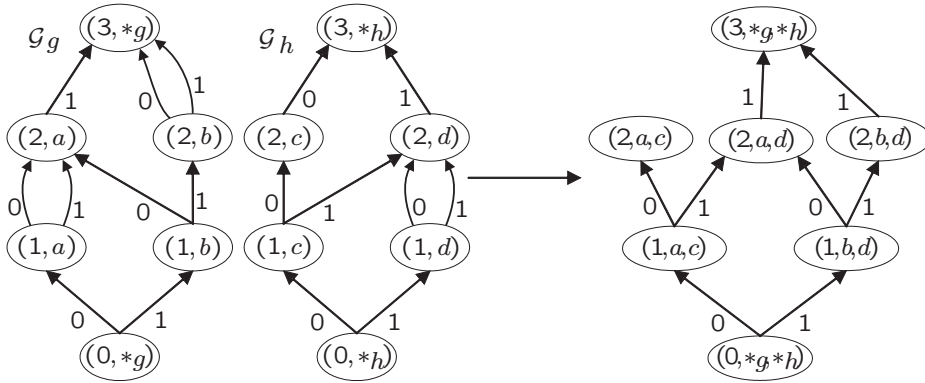 𝒢g (3,*g) 𝒢h (3,*h) (3,*g,*h)
1 0 1 0 1 1 1
(2,a) (2,b) (2,c) (2,d) (2,a,c) (2,a,d) (2,b,d)
0 1 0 1 0 1 0 1 0 1 0 1
(1,a) (1,b) (1,c) (1,d) (1,a,c) (1,b,d)
0 1 0 1 0 1
(0,*g) (0,*h) (0,*g,*h)